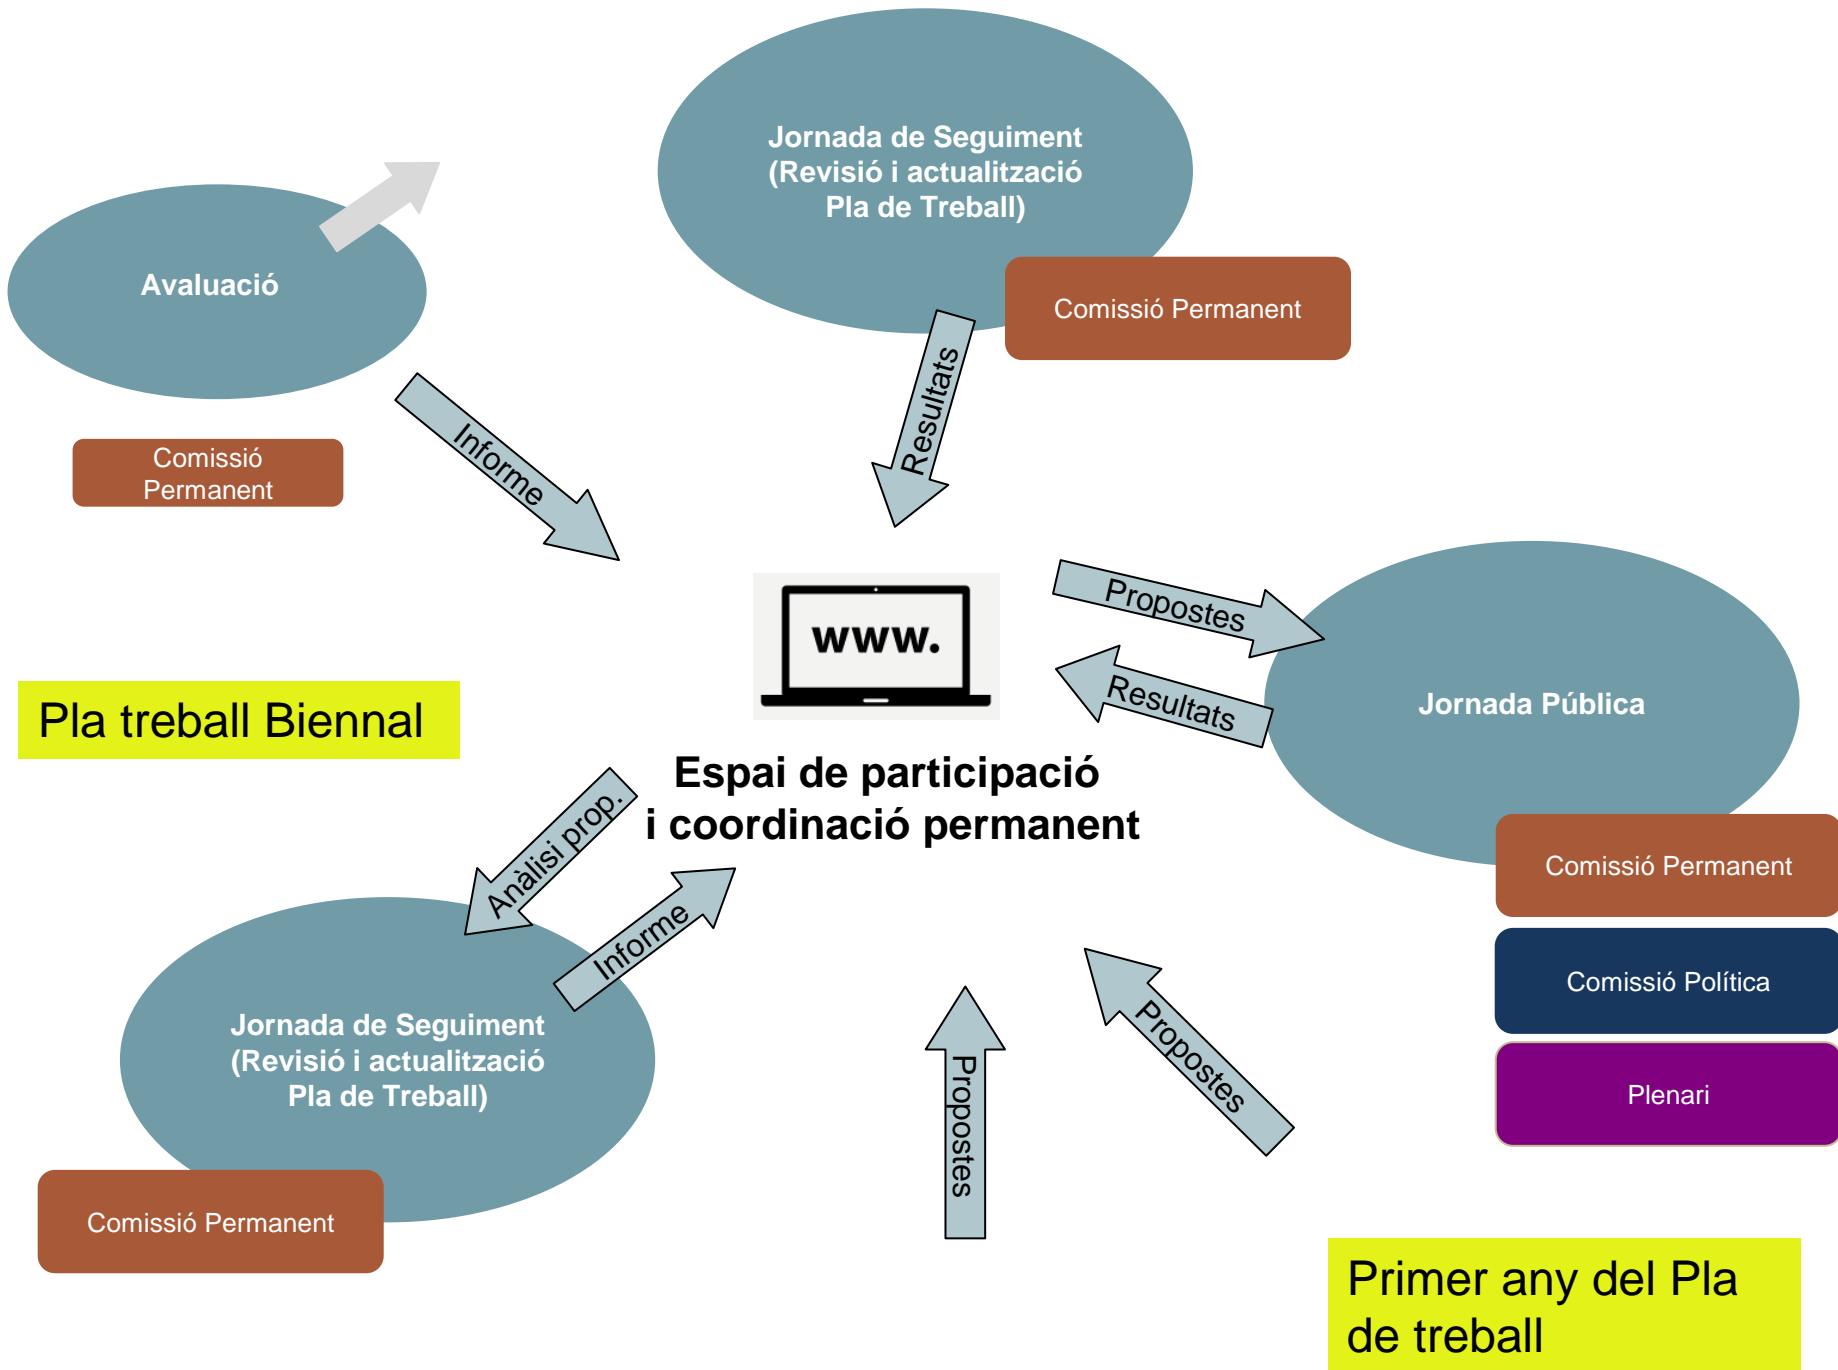 Jornada de Seguiment
(Revisió i actualització
Pla de Treball)
Comissió Permanent
Avaluació
Comissió
Permanent
Informe
Resultats
www.
Propostes
Resultats
Jornada Pública
Pla treball Biennal
Espai de participació
i coordinació permanent
Anàlisi prop.
Informe
Comissió Permanent
Comissió Política
Plenari
Jornada de Seguiment
(Revisió i actualització
Pla de Treball)
Comissió Permanent
Propostes
Propostes
Primer any del Pla
de treball